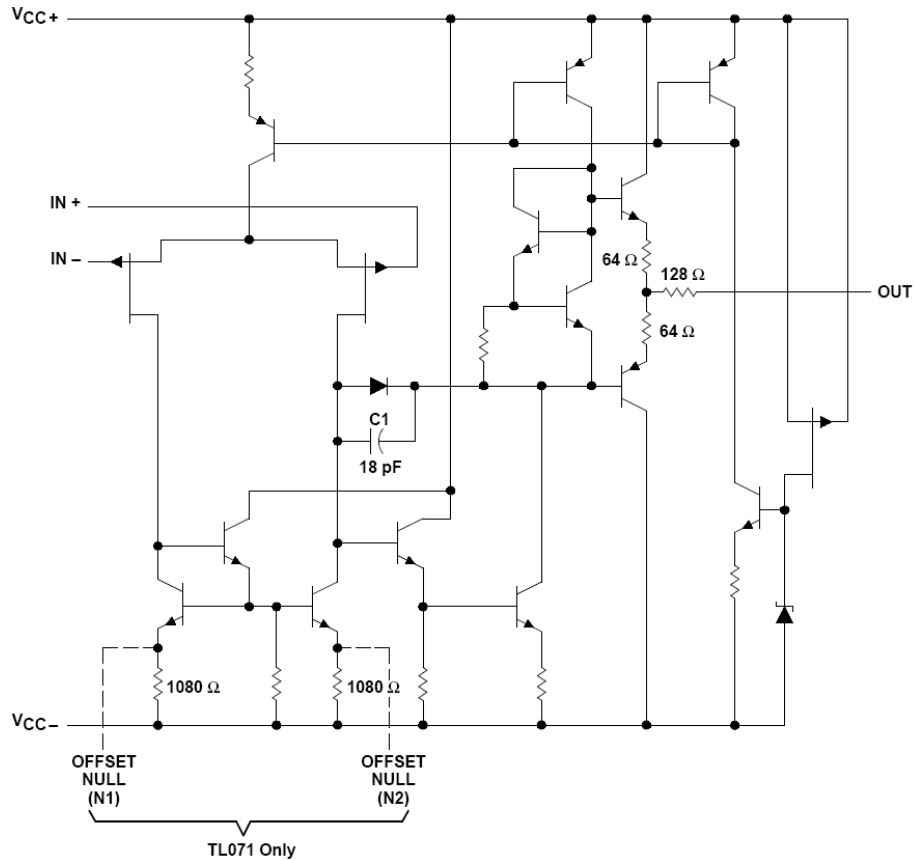 VCC+
IN +
IN −
64 Ω
128 Ω
OUT
64 Ω
C1
18 pF
1080 Ω
1080 Ω
VCC−
OFFSET
NULL
(N1)
OFFSET
NULL
(N2)
TL071 Only